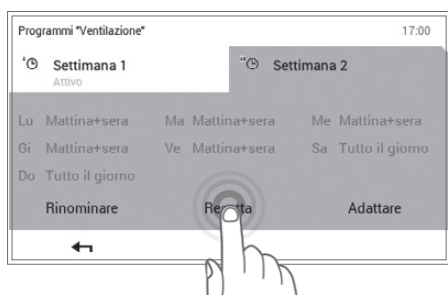 Programmi "Ventilazione" 17:00
Settimana 1 Settimana 2
Attivo
Lu Mattina+sera Ma Mattina+sera Me Mattina+sera
Gi Mattina+sera Ve Mattina+sera Sa Tutto il giorno
Do Tutto il giorno
Rinominare Adattare